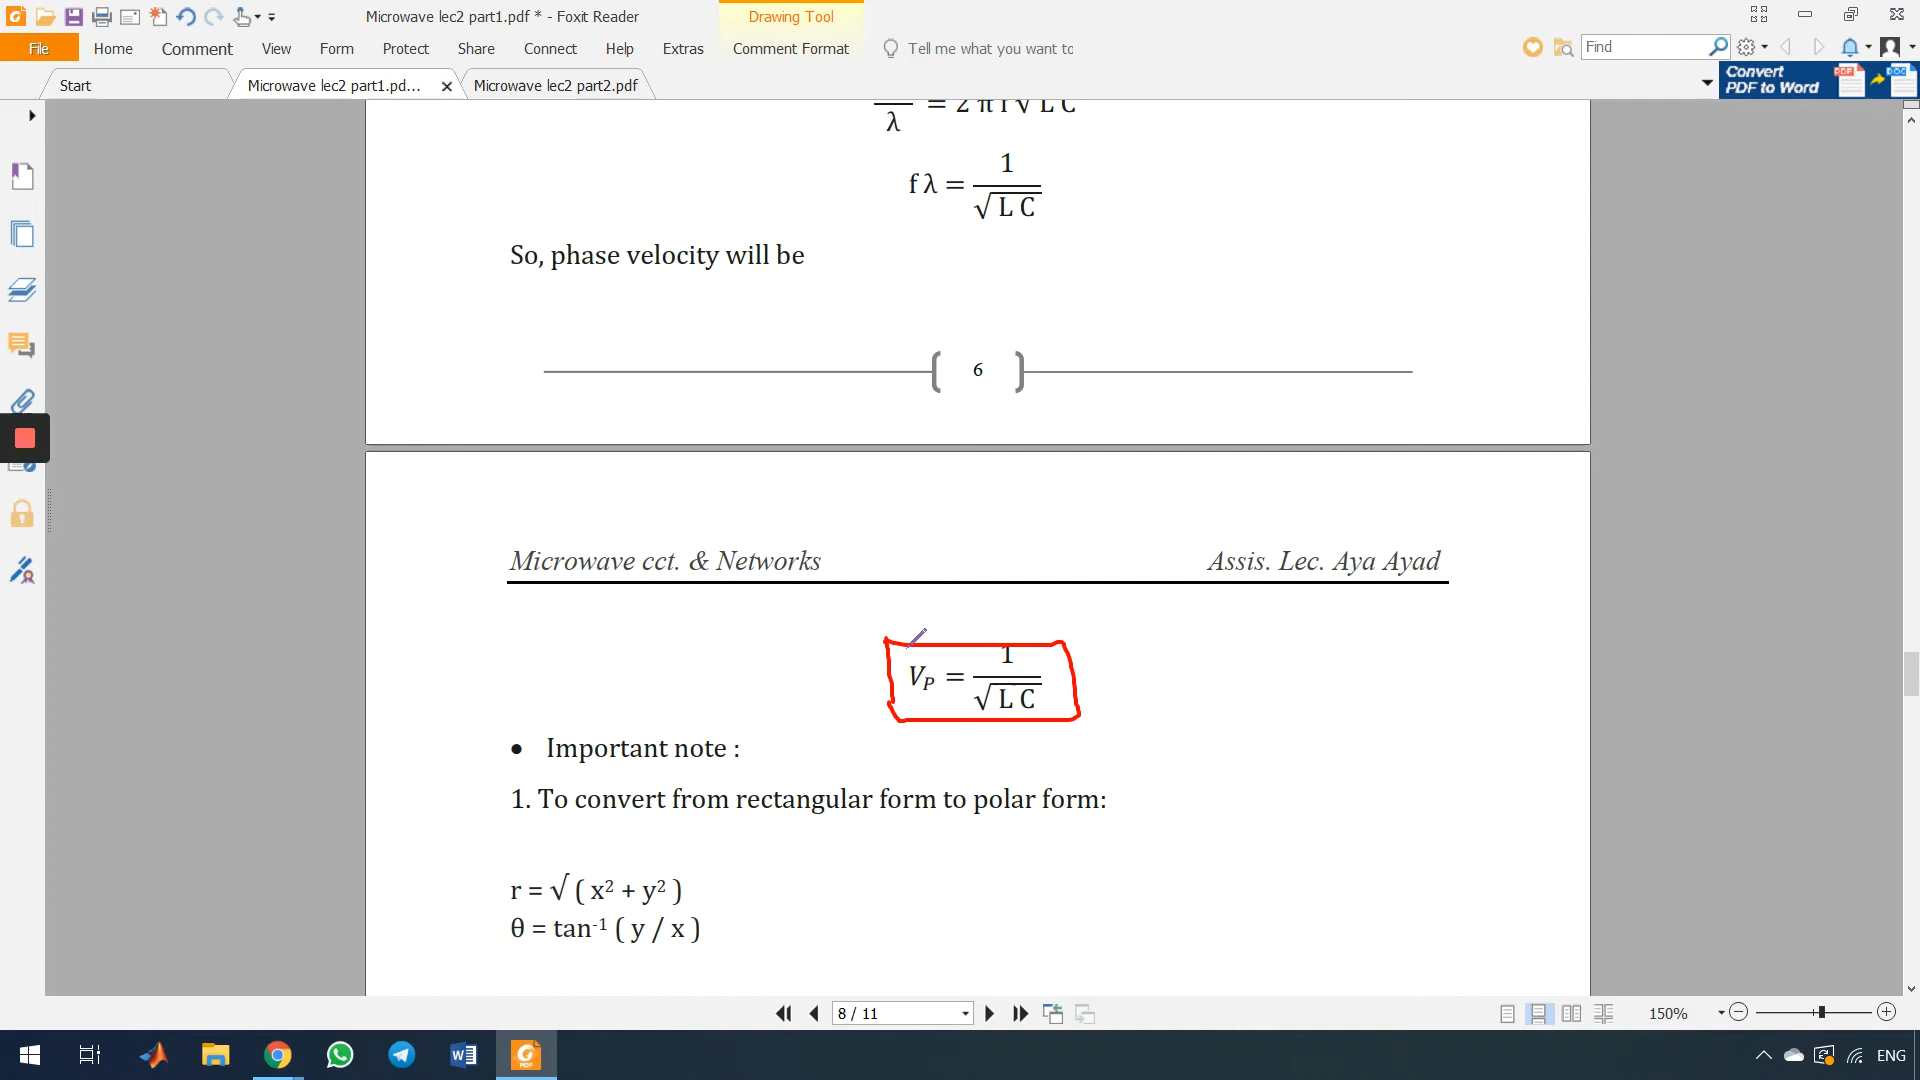 Microwave lec2 part1.pdf * - Foxit Reader
Drawing Tool
File
Home
Comment
View
Form
Protect
Share
Connect
Help
Extras
Comment Format
Tell me what you want to
Find
Start
Microwave lec2 part1.pd...
Microwave lec2 part2.pdf
Convert
PDF to Word
λ = 2 π f √ L C
f λ = 1 / √ L C
So, phase velocity will be
6
Microwave cct. & Networks
Assis. Lec. Aya Ayad
V_P = 1 / √ L C
• Important note :
1. To convert from rectangular form to polar form:
r = √ ( x² + y² )
θ = tan⁻¹ ( y / x )
8 / 11
150%
ENG